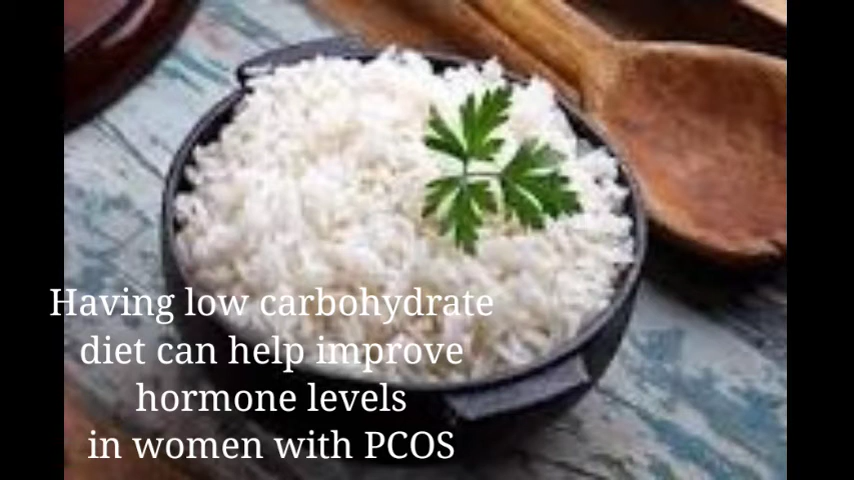 Having low carbohydrate
diet can help improve
hormone levels
in women with PCOS